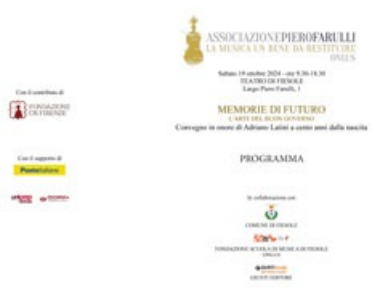 Con il contributo di
FONDAZIONE
CR FIRENZE
Con il supporto di
Posteitaliane
ASSOCIAZIONEPIEROFARULLI
LA MUSICA UN BENE DA RESTITUIRE
ONLUS
Sabato 19 ottobre 2024 - ore 9.30-18.30
TEATRO DI FIESOLE
Largo Piero Farulli, 1
MEMORIE DI FUTURO
L'ARTE DEL BUON GOVERNO
Convegno in onore di Adriano Latini a cento anni dalla nascita
PROGRAMMA
In collaborazione con
COMUNE DI FIESOLE
FONDAZIONE SCUOLA DI MUSICA DI FIESOLE
ONLUS
GIUNTI EDITORE